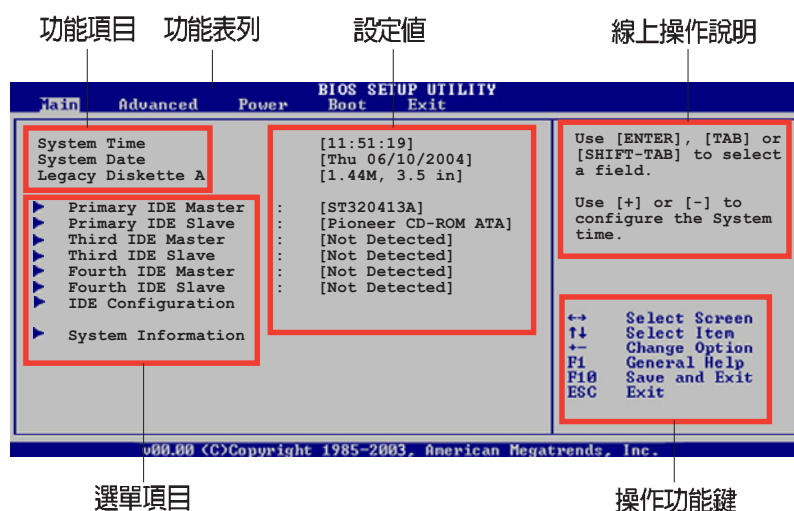 功能項目 功能表列 設定值 線上操作說明
BIOS SETUP UTILITY
Main Advanced Power Boot Exit
System Time [11:51:19]
System Date [Thu 06/10/2004]
Legacy Diskette A [1.44M, 3.5 in]
Primary IDE Master : [ST320413A]
Primary IDE Slave : [Pioneer CD-ROM ATA]
Third IDE Master : [Not Detected]
Third IDE Slave : [Not Detected]
Fourth IDE Master : [Not Detected]
Fourth IDE Slave : [Not Detected]
IDE Configuration
System Information
Use [ENTER], [TAB] or
[SHIFT-TAB] to select
a field.
Use [+] or [-] to
configure the System
time.
↔ Select Screen
↑↓ Select Item
+- Change Option
F1 General Help
F10 Save and Exit
ESC Exit
v00.00 (C)Copyright 1985-2003, American Megatrends, Inc.
選單項目 操作功能鍵